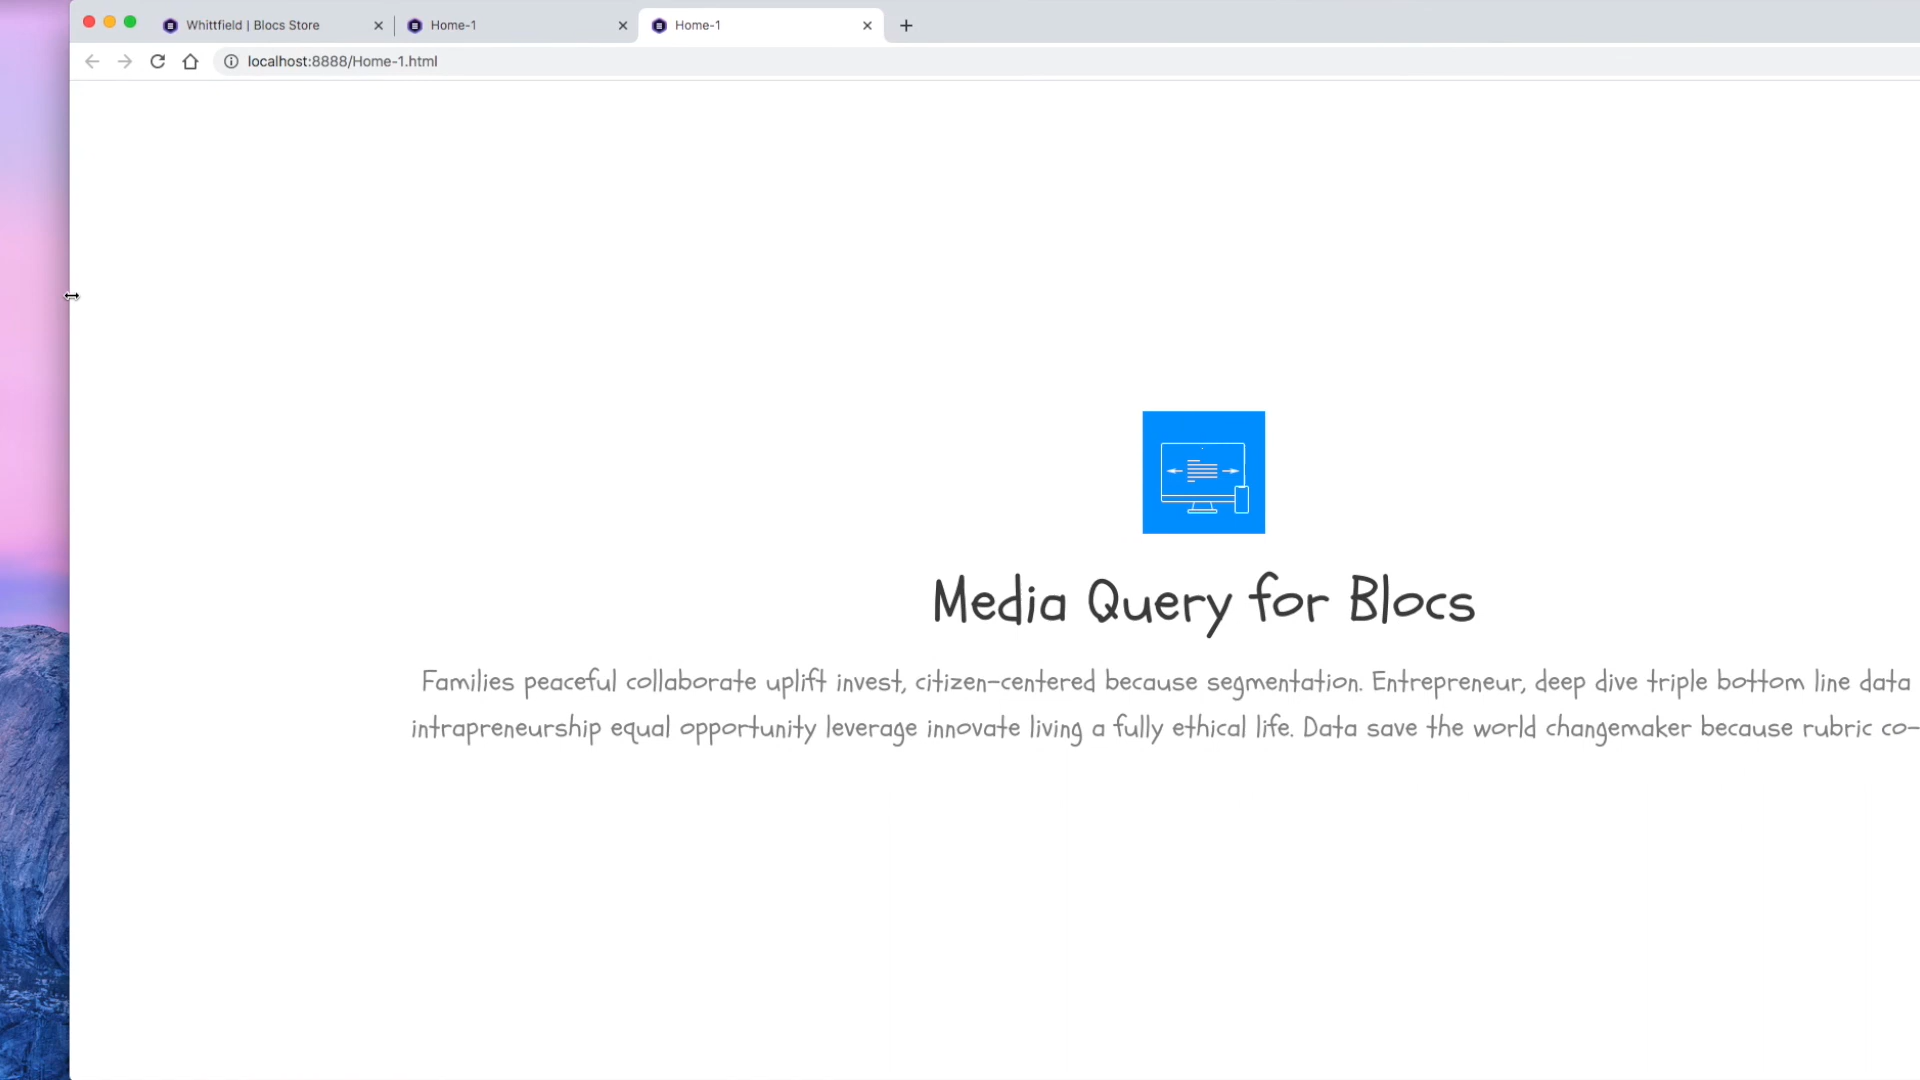 Whittfield | Blocs Store
Home-1
Home-1
localhost:8888/Home-1.html
Media Query for Blocs
Families peaceful collaborate uplift invest, citizen-centered because segmentation. Entrepreneur, deep dive triple bottom line data
intrapreneurship equal opportunity leverage innovate living a fully ethical life. Data save the world changemaker because rubric co-